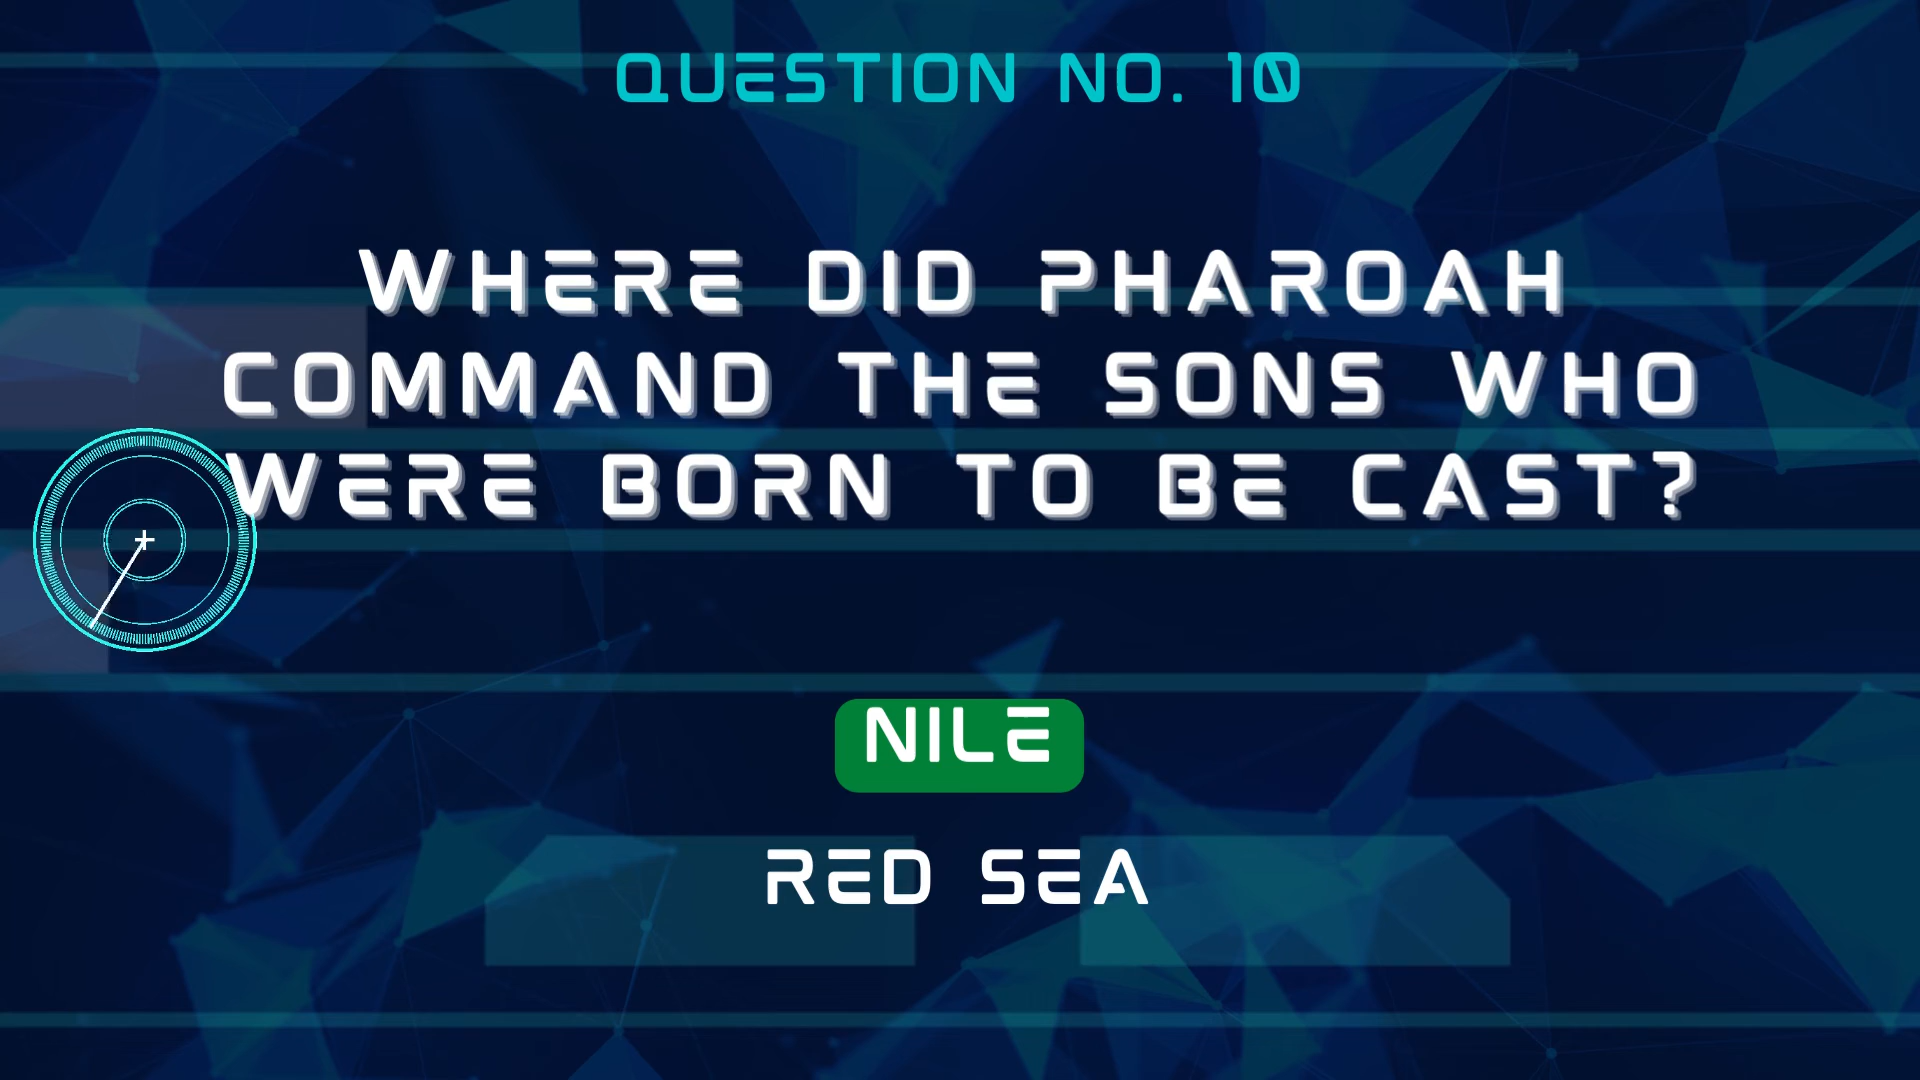 QUESTION NO. 10
WHERE DID PHAROAH
COMMAND THE SONS WHO
WERE BORN TO BE CAST?
NILE
RED SEA